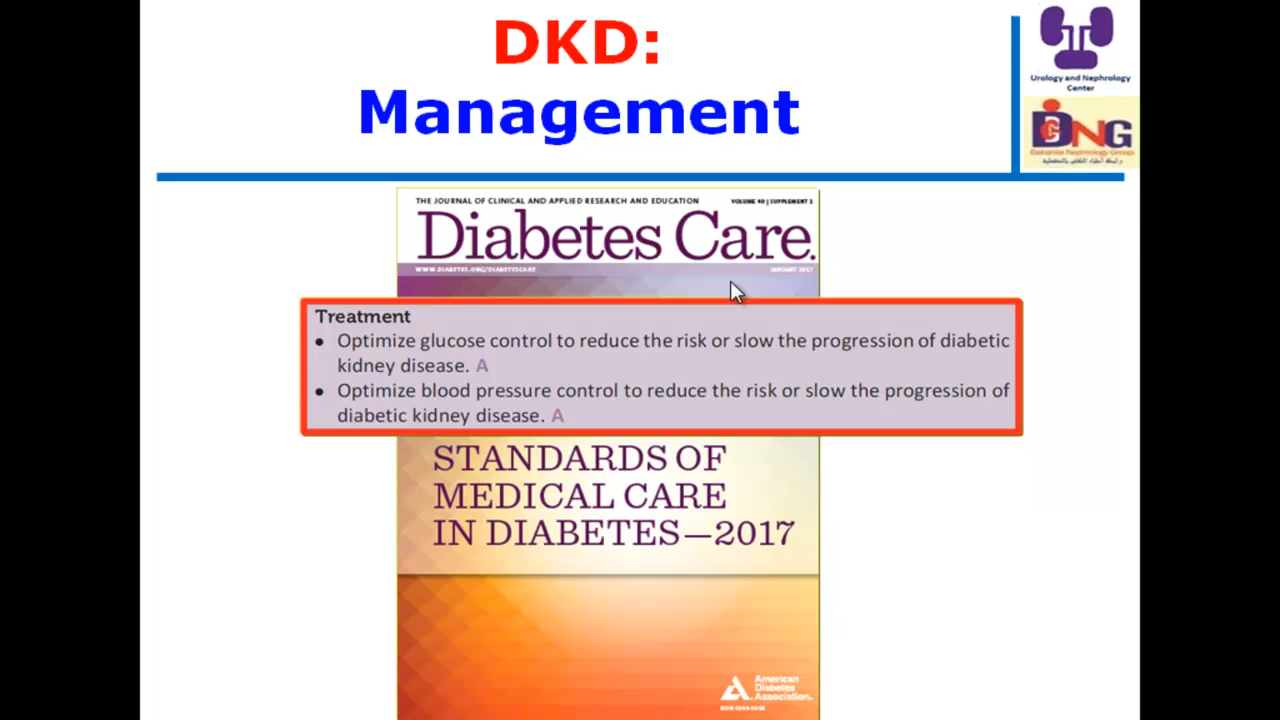 DKD:
Management
Urology and Nephrology
Center
DNG
THE JOURNAL OF CLINICAL AND APPLIED RESEARCH AND EDUCATION
VOLUME 40 | SUPPLEMENT 1
Diabetes Care.
WWW.DIABETES.ORG/DIABETESCARE
JANUARY 2017
Treatment
• Optimize glucose control to reduce the risk or slow the progression of diabetic
kidney disease. A
• Optimize blood pressure control to reduce the risk or slow the progression of
diabetic kidney disease. A
STANDARDS OF
MEDICAL CARE
IN DIABETES—2017
American
Diabetes
Association.